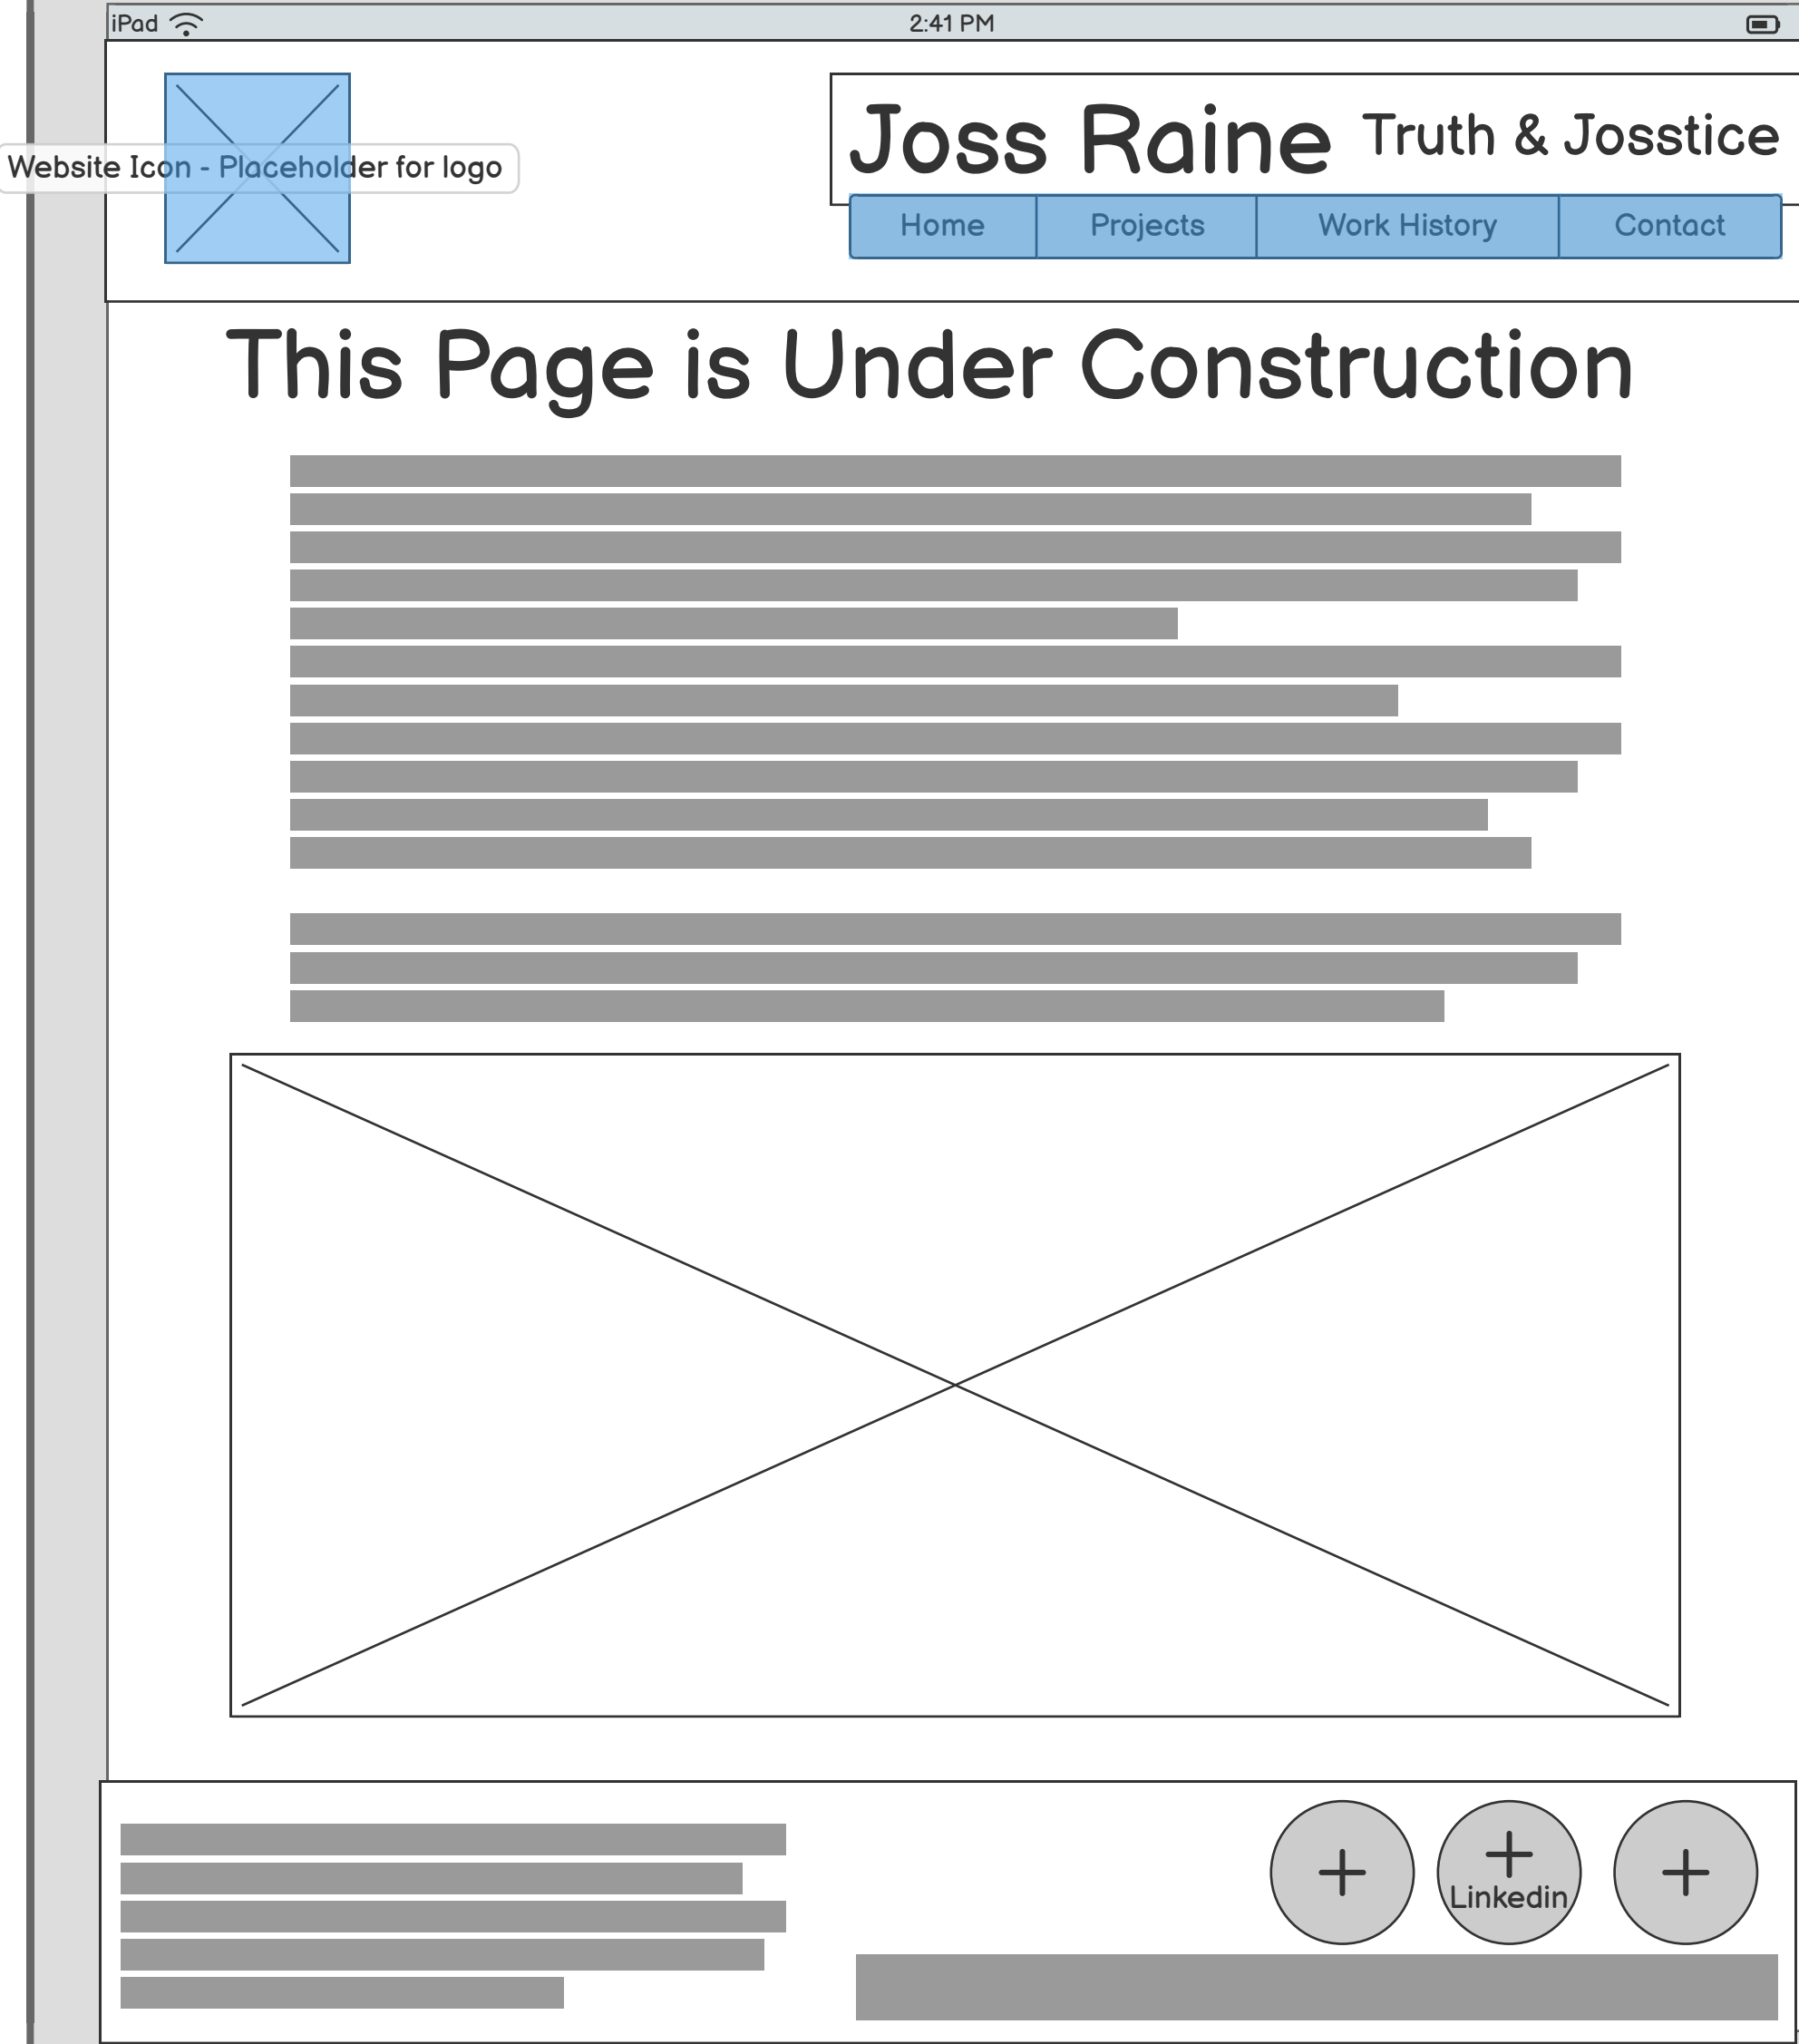 iPad 2:41 PM
Joss Raine Truth & Josstice
Website Icon - Placeholder for logo
Home Projects Work History Contact
This Page is Under Construction
Linkedin